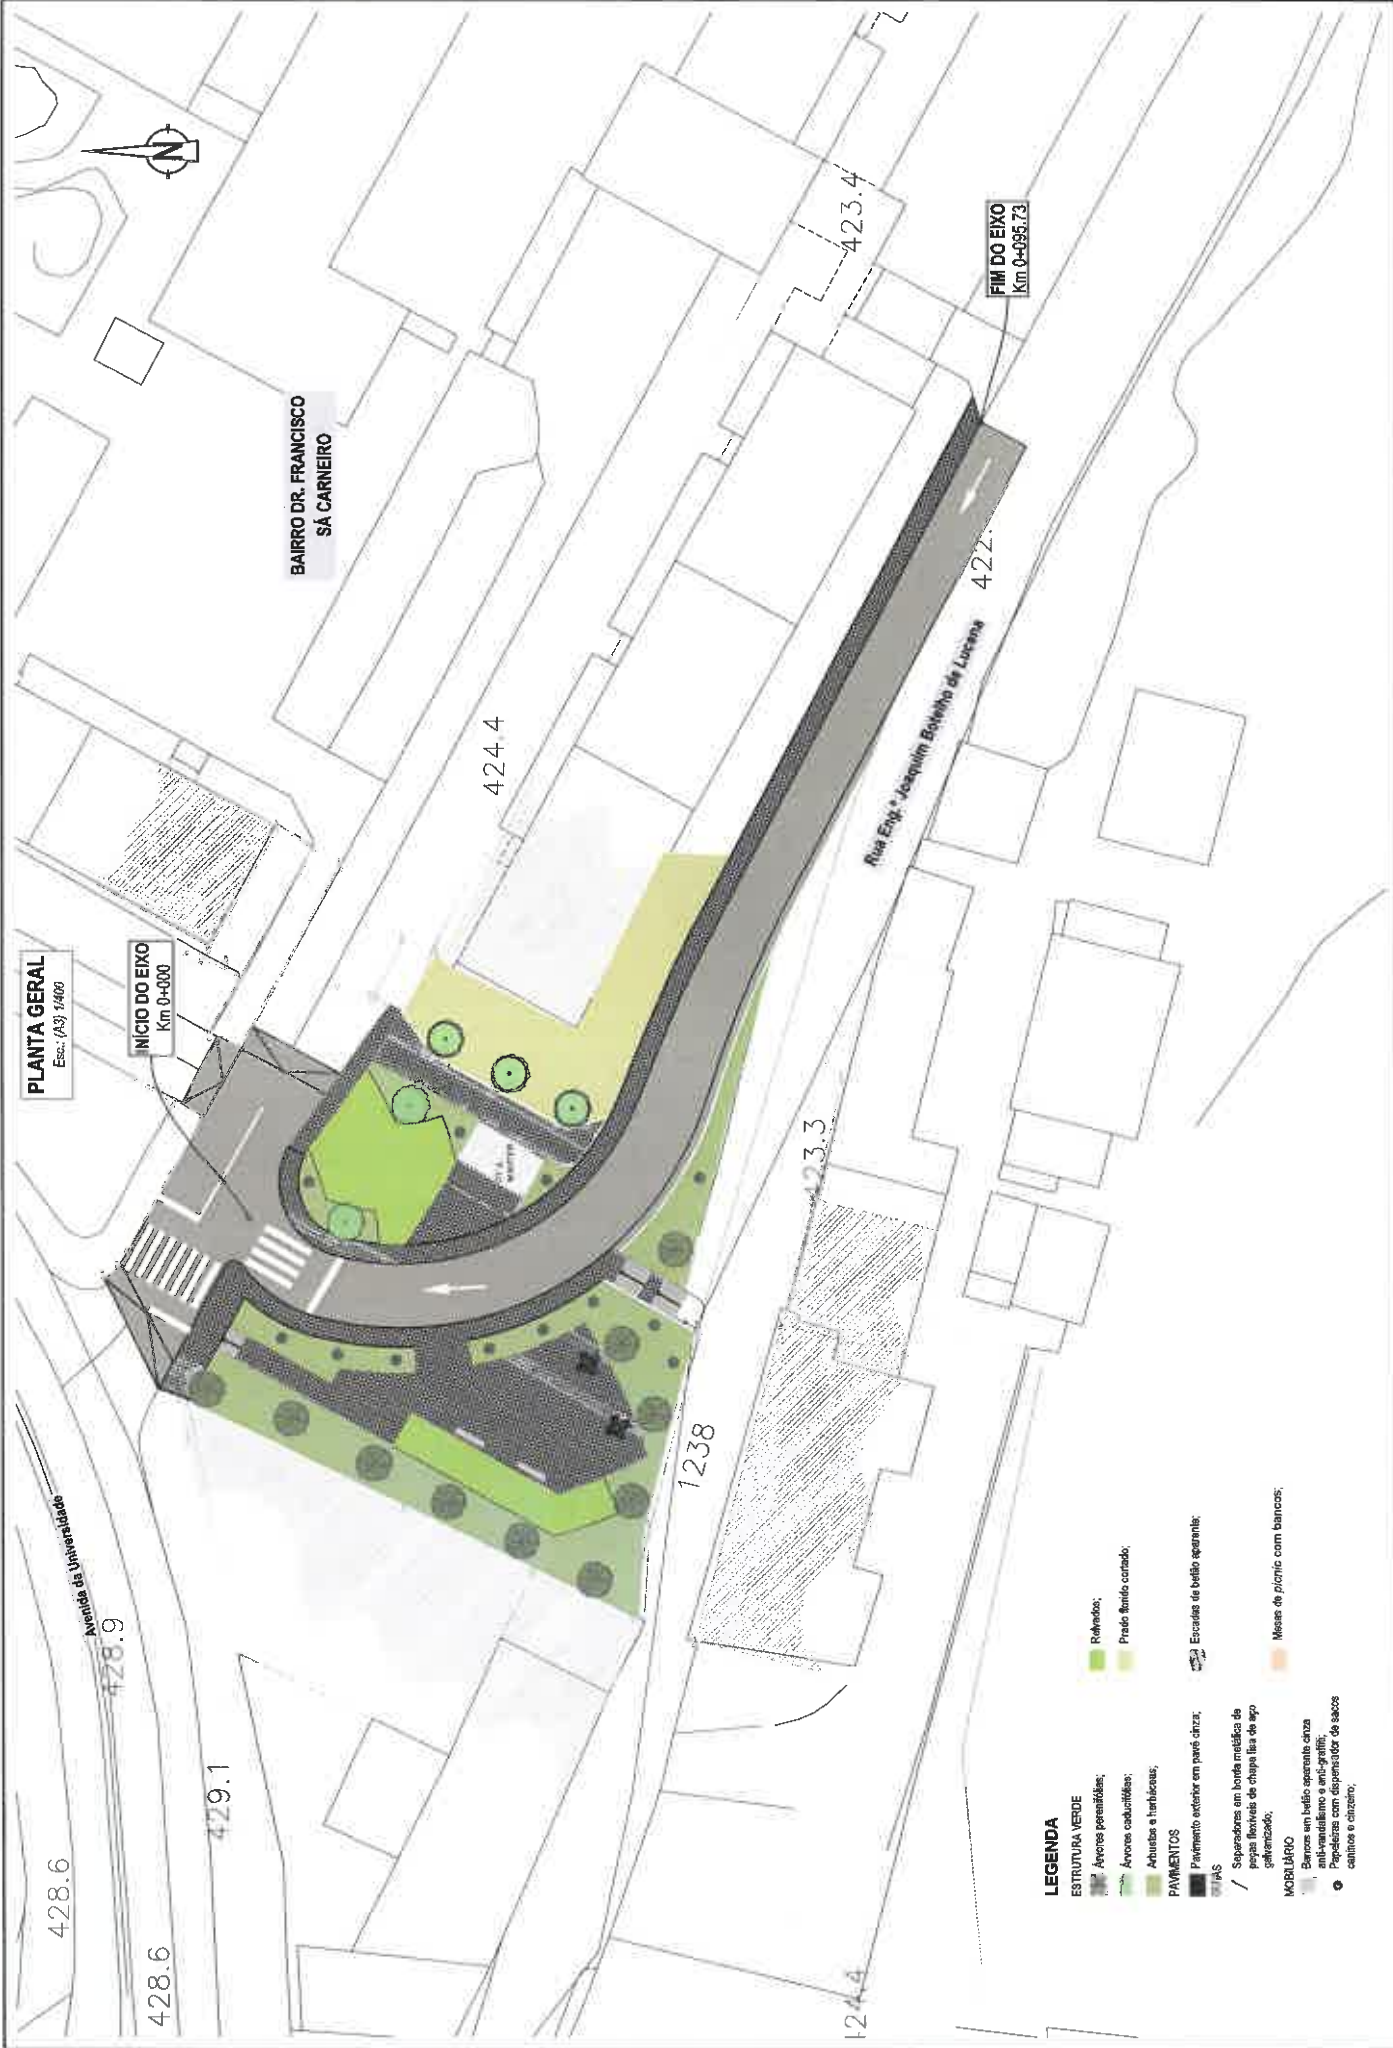 PLANTA GERAL
Esc.: (A3) 1/400
INÍCIO DO EIXO
Km 0+000
BAIRRO DR. FRANCISCO
SÁ CARNEIRO
N
FIM DO EIXO
Km 0+095.73
Avenida da Universidade
Rua Eng.º Joaquim Botelho de Lucena
428.6
428.6
428.9
429.1
424.4
423.4
422.
423.3
1238
424.4
LEGENDA
ESTRUTURA VERDE
Árvores perenifólias;
Árvores caducifólias;
Arbustos e herbáceas;
Relvados;
Prado florido cortado;
PAVIMENTOS
Pavimento exterior em pavê cinza;
Escadas de betão aparente;
GUIAS
Separadores em borda metálica de
peças flexíveis de chapa lisa de aço
galvanizado;
MOBILIÁRIO
Bancos em betão aparente cinza
anti-vandalismo e anti-graffiti;
Papeleiras com dispensador de sacos
caninos e cinzeiro;
Mesas de picnic com bancos;